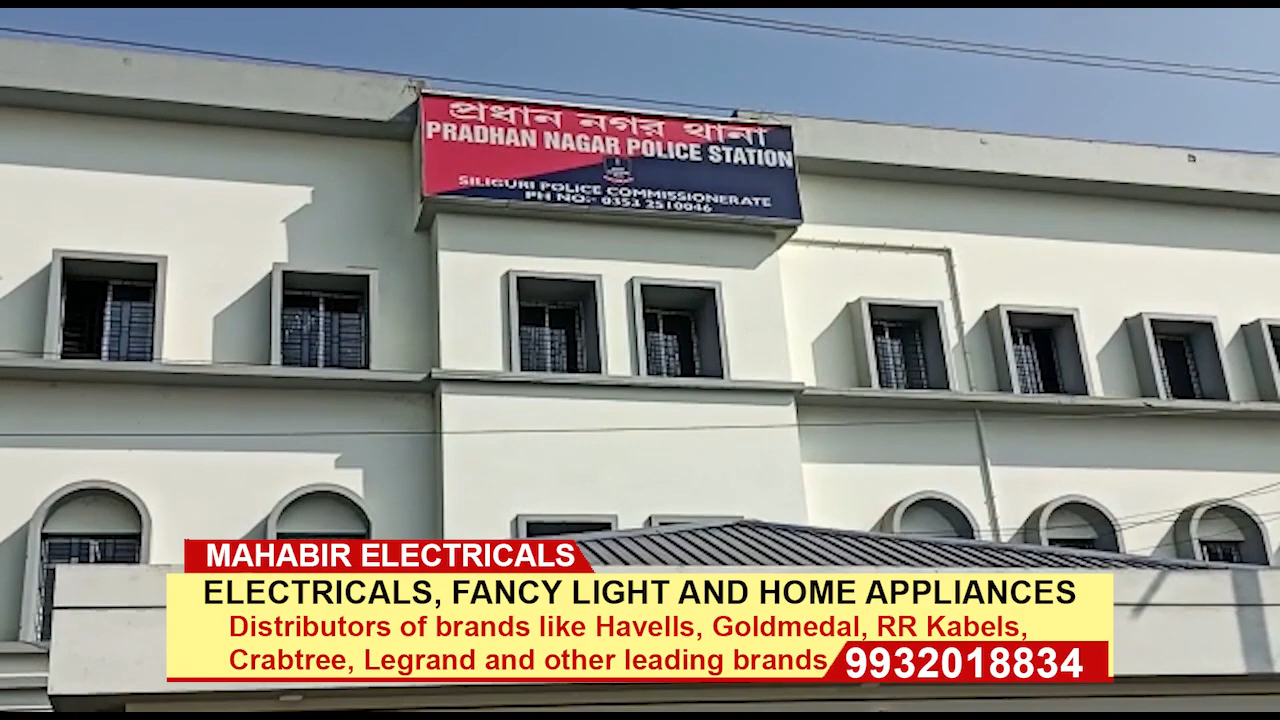 প্রধান নগর থানা
PRADHAN NAGAR POLICE STATION
SILIGURI POLICE COMMISSIONERATE
PH NO:- 0353 2510046
MAHABIR ELECTRICALS
ELECTRICALS, FANCY LIGHT AND HOME APPLIANCES
Distributors of brands like Havells, Goldmedal, RR Kabels,
Crabtree, Legrand and other leading brands
9932018834